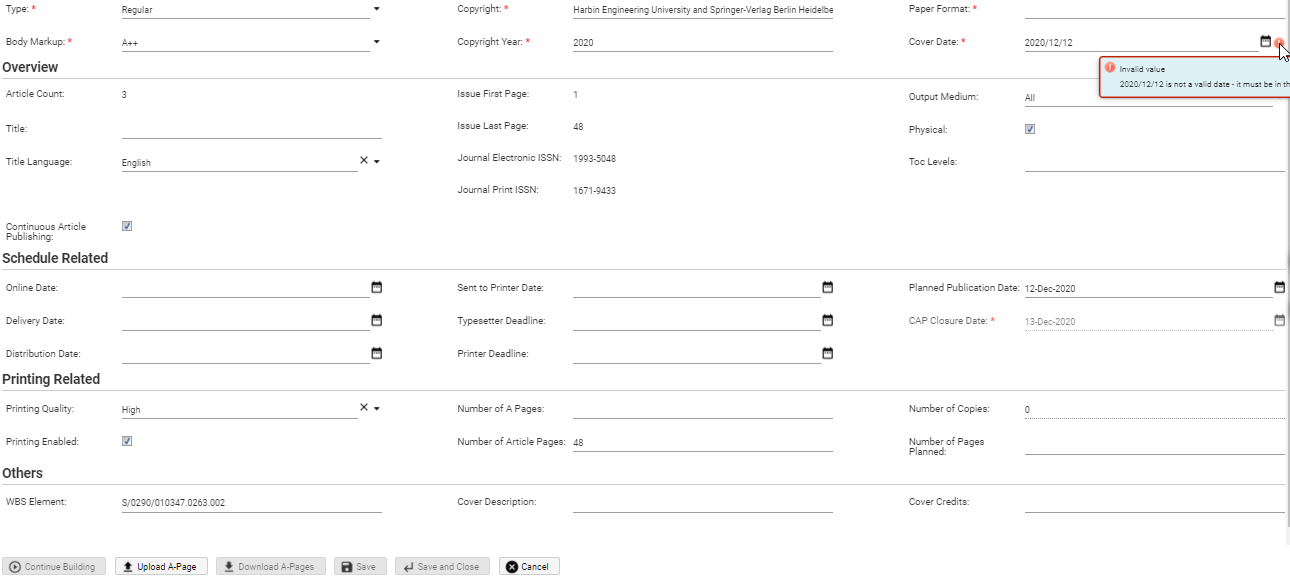 Type: * Regular Copyright: * Harbin Engineering University and Springer-Verlag Berlin Heidelbe Paper Format: *
Body Markup: * A++ Copyright Year: * 2020 Cover Date: * 2020/12/12
Invalid value
2020/12/12 is not a valid date - it must be in th
Overview
Article Count: 3 Issue First Page: 1 Output Medium: All
Title: Issue Last Page: 48 Physical:
Title Language: English Journal Electronic ISSN: 1993-5048 Toc Levels:
Journal Print ISSN: 1671-9433
Continuous Article
Publishing:
Schedule Related
Online Date: Sent to Printer Date: Planned Publication Date: 12-Dec-2020
Delivery Date: Typesetter Deadline: CAP Closure Date: * 13-Dec-2020
Distribution Date: Printer Deadline:
Printing Related
Printing Quality: High Number of A Pages: Number of Copies: 0
Printing Enabled: Number of Article Pages: 48 Number of Pages
Planned:
Others
WBS Element: S/0290/010347.0263.002 Cover Description: Cover Credits:
Continue Building Upload A-Page Download A-Pages Save Save and Close Cancel